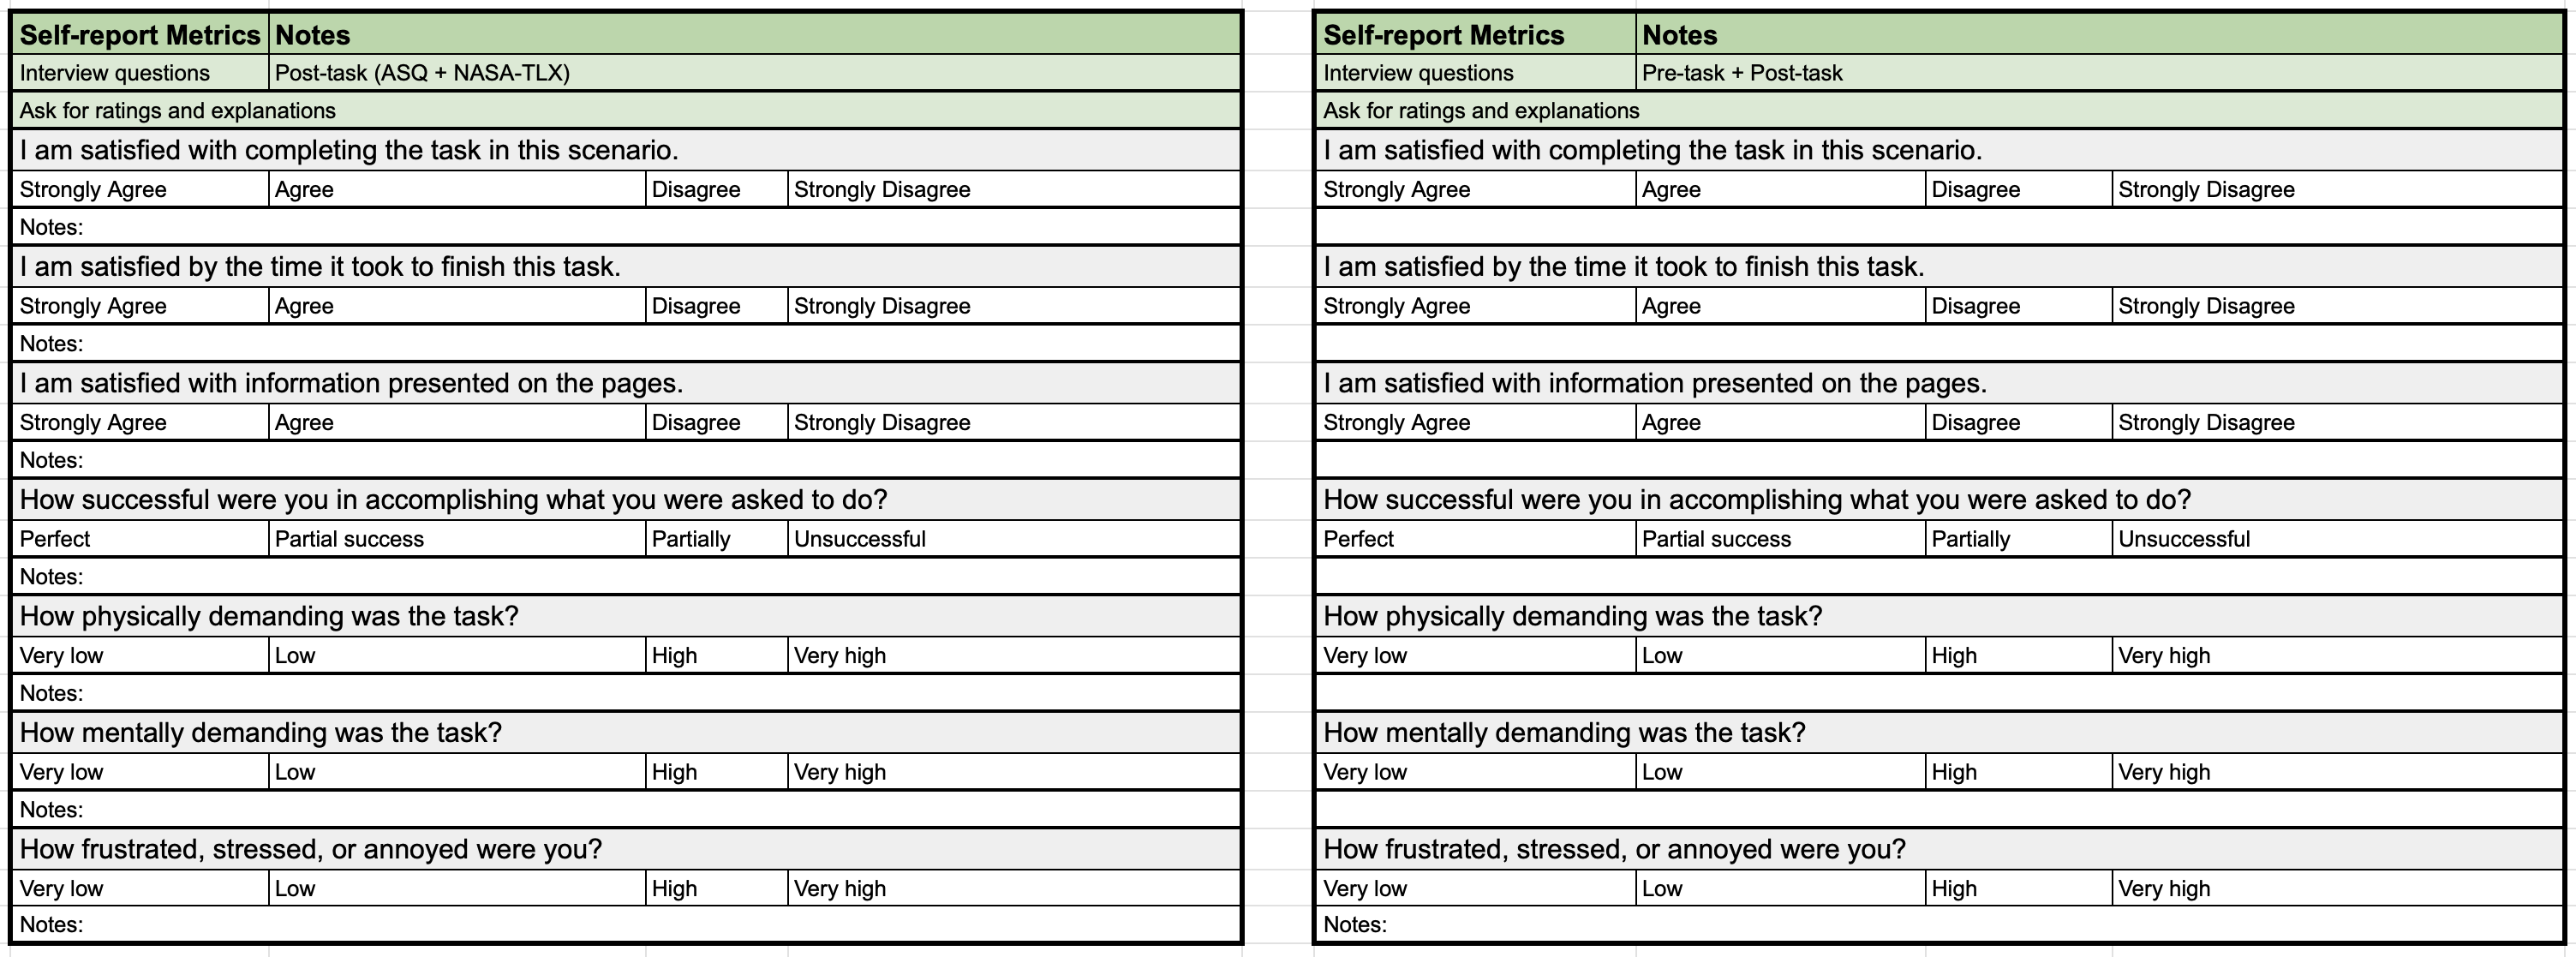 Self-report Metrics Notes
Interview questions Post-task (ASQ + NASA-TLX)
Ask for ratings and explanations
I am satisfied with completing the task in this scenario.
Strongly Agree Agree Disagree Strongly Disagree
Notes:
I am satisfied by the time it took to finish this task.
Strongly Agree Agree Disagree Strongly Disagree
Notes:
I am satisfied with information presented on the pages.
Strongly Agree Agree Disagree Strongly Disagree
Notes:
How successful were you in accomplishing what you were asked to do?
Perfect Partial success Partially Unsuccessful
Notes:
How physically demanding was the task?
Very low Low High Very high
Notes:
How mentally demanding was the task?
Very low Low High Very high
Notes:
How frustrated, stressed, or annoyed were you?
Very low Low High Very high
Notes:
Self-report Metrics Notes
Interview questions Pre-task + Post-task
Ask for ratings and explanations
I am satisfied with completing the task in this scenario.
Strongly Agree Agree Disagree Strongly Disagree
I am satisfied by the time it took to finish this task.
Strongly Agree Agree Disagree Strongly Disagree
I am satisfied with information presented on the pages.
Strongly Agree Agree Disagree Strongly Disagree
How successful were you in accomplishing what you were asked to do?
Perfect Partial success Partially Unsuccessful
How physically demanding was the task?
Very low Low High Very high
How mentally demanding was the task?
Very low Low High Very high
How frustrated, stressed, or annoyed were you?
Very low Low High Very high
Notes: